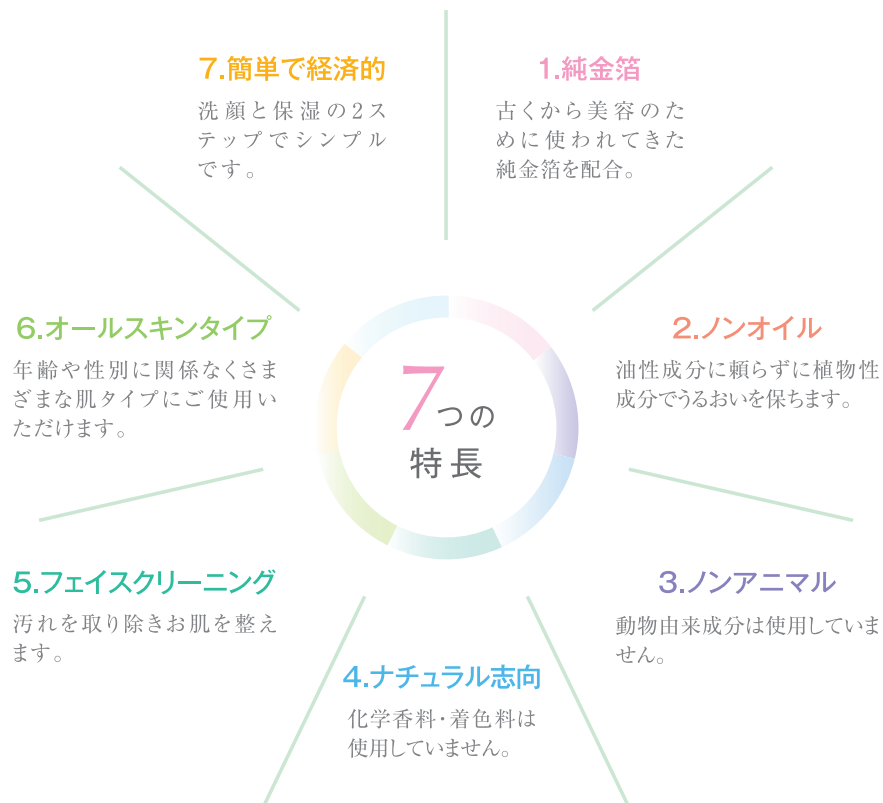 7つの
特長
1.純金箔
古くから美容のた
めに使われてきた
純金箔を配合。
2.ノンオイル
油性成分に頼らずに植物性
成分でうるおいを保ちます。
3.ノンアニマル
動物由来成分は使用していま
せん。
4.ナチュラル志向
化学香料・着色料は
使用していません。
5.フェイスクリーニング
汚れを取り除きお肌を整え
ます。
6.オールスキンタイプ
年齢や性別に関係なくさま
ざまな肌タイプにご使用い
ただけます。
7.簡単で経済的
洗顔と保湿の2ス
テップでシンプル
です。